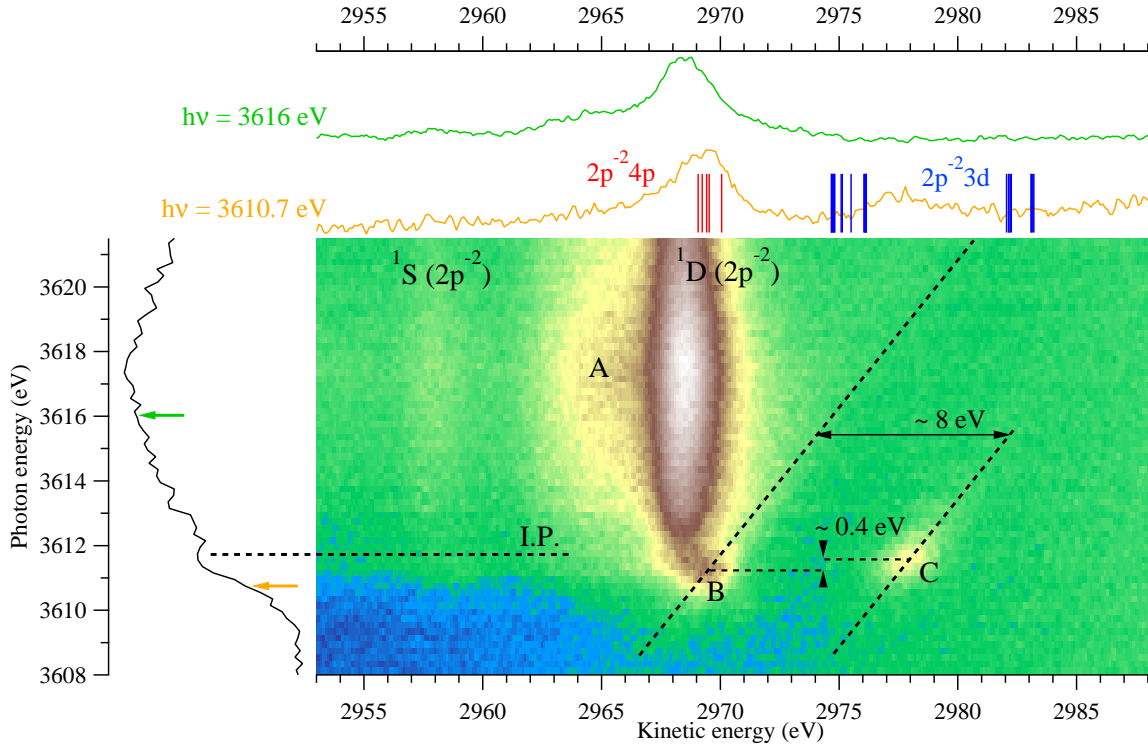 2955 2960 2965 2970 2975 2980 2985
hν = 3616 eV
2p⁻²4p
2p⁻²3d
hν = 3610.7 eV
¹S (2p⁻²)
¹D (2p⁻²)
3620
3618
A
3616
~ 8 eV
3614
~ 0.4 eV
I.P.
3612
C
B
3610
3608
Photon energy (eV)
2955 2960 2965 2970 2975 2980 2985
Kinetic energy (eV)